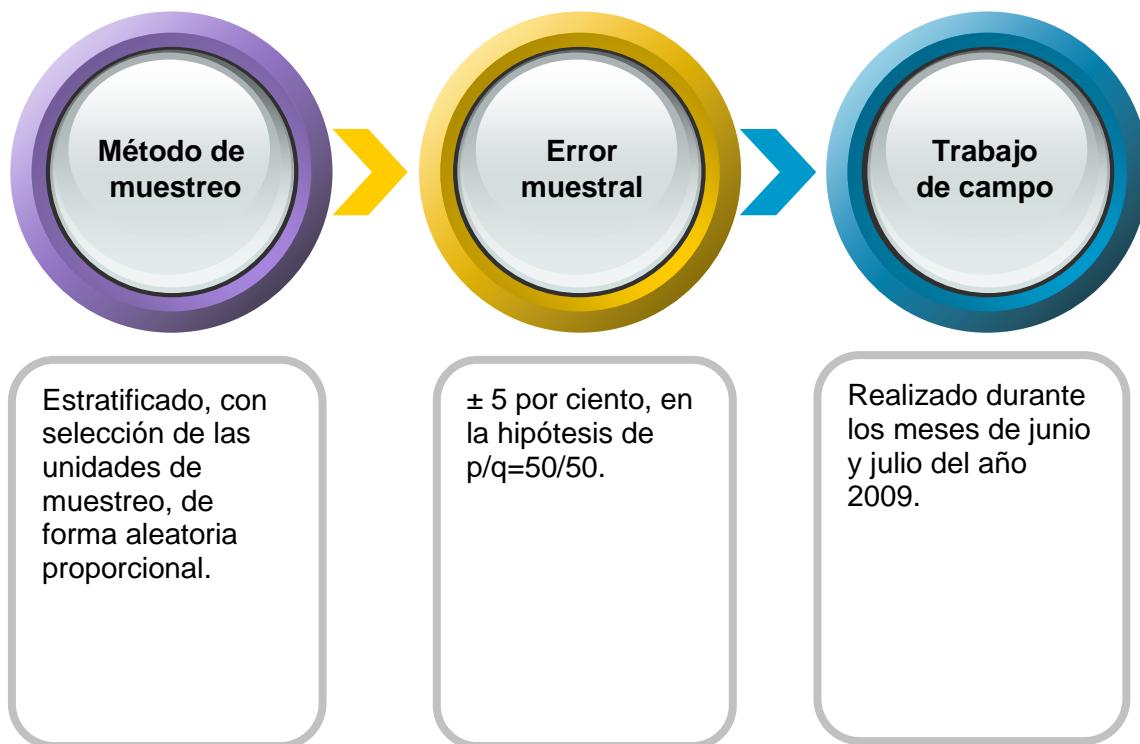 Método de
muestreo
Error
muestral
Trabajo
de campo
Estratificado, con
selección de las
unidades de
muestreo, de
forma aleatoria
proporcional.
± 5 por ciento, en
la hipótesis de
p/q=50/50.
Realizado durante
los meses de junio
y julio del año
2009.